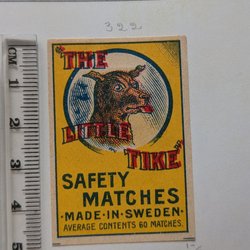 322
"THE
LITTLE
TIKE"
SAFETY
MATCHES
·MADE·IN·SWEDEN·
AVERAGE CONTENTS 60 MATCHES.
CM
1
2
3
4
5